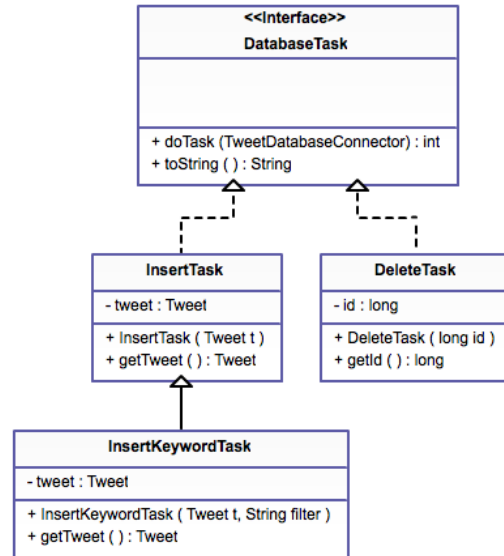 <<Interface>>
DatabaseTask
+ doTask (TweetDatabaseConnector) : int
+ toString ( ) : String
InsertTask
- tweet : Tweet
+ InsertTask ( Tweet t )
+ getTweet ( ) : Tweet
DeleteTask
- id : long
+ DeleteTask ( long id )
+ getId ( ) : long
InsertKeywordTask
- tweet : Tweet
+ InsertKeywordTask ( Tweet t, String filter )
+ getTweet ( ) : Tweet